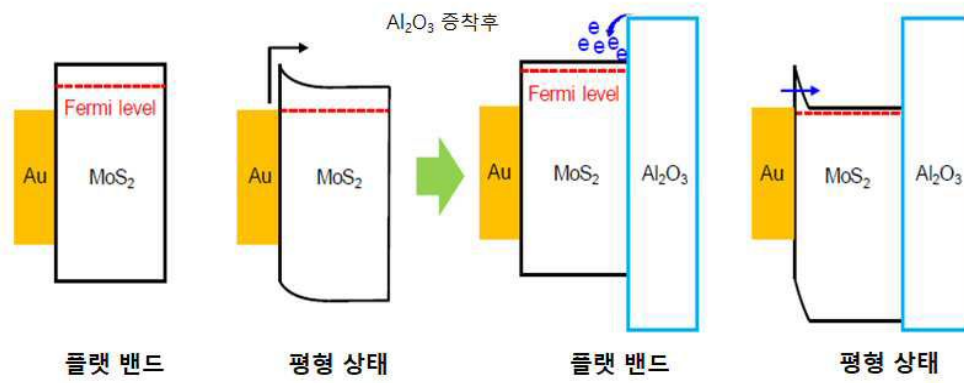 Al₂O₃ 증착후
Fermi level
Au
MoS₂
Au
MoS₂
Fermi level
Au
MoS₂
Al₂O₃
Au
MoS₂
Al₂O₃
플랫 밴드
평형 상태
플랫 밴드
평형 상태